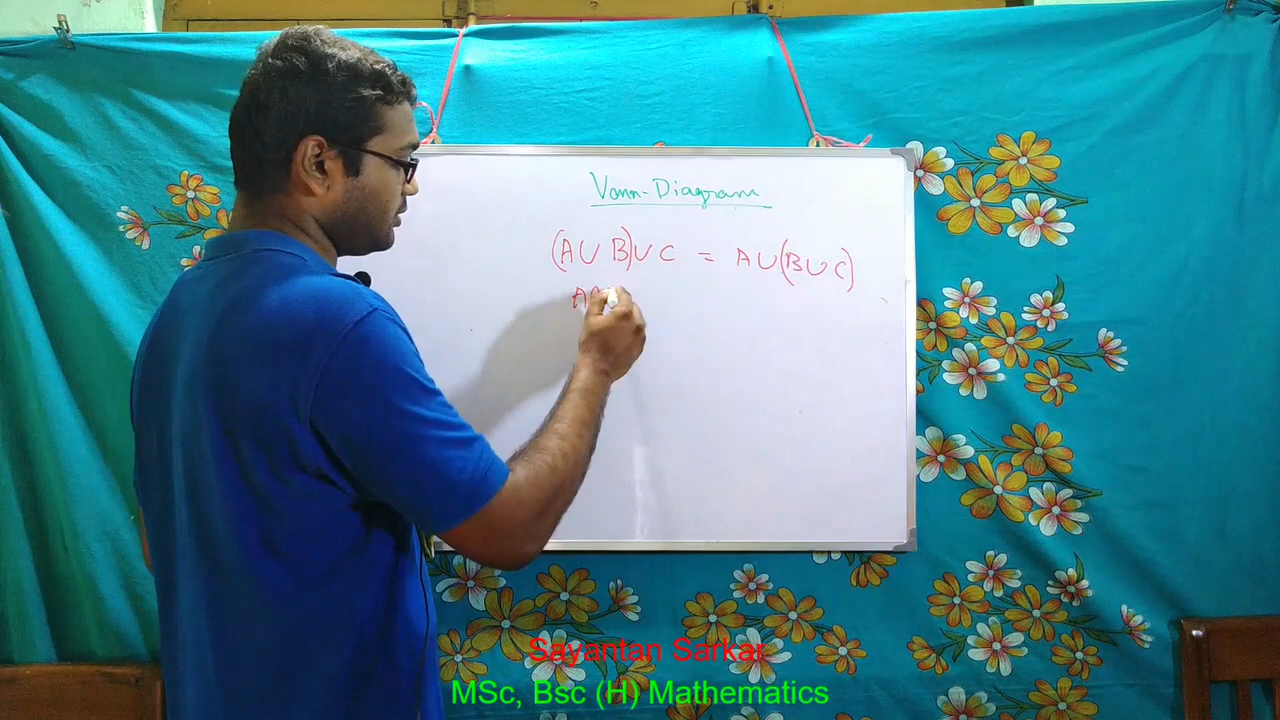 Venn-Diagram
(A∪B)∪C = A∪(B∪C)
A
Sayantan Sarkar
MSc, Bsc (H) Mathematics